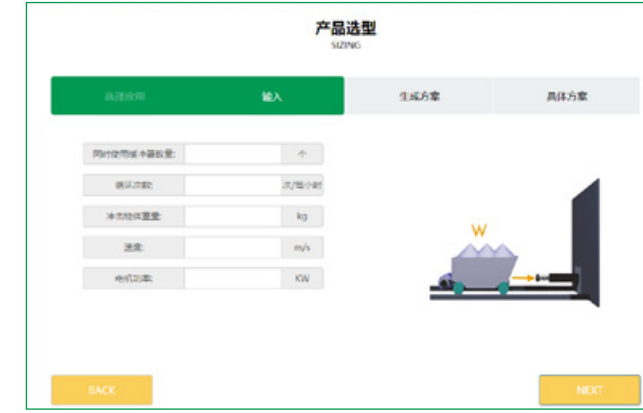 产品选型
SIZING
选择应用 输入 生成方案 具体方案
同时使用缓冲器数量: 个
循环次数: 次/每小时
冲击物体重量: kg
速度: m/s
电机功率: KW
W
BACK
NEXT